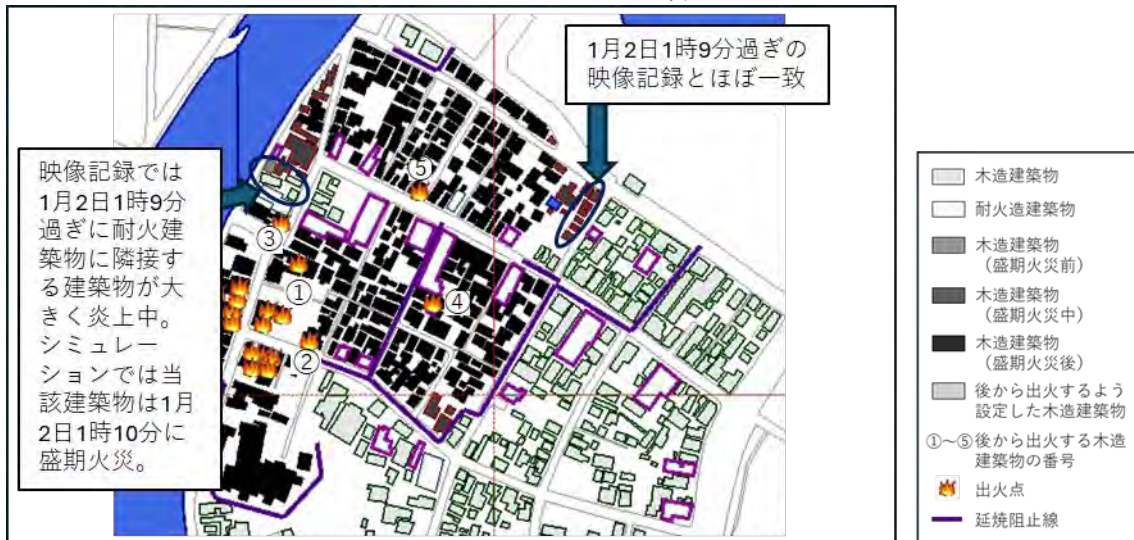 1月2日1時9分過ぎの
映像記録とほぼ一致
映像記録では
1月2日1時9分
過ぎに耐火建
築物に隣接す
る建築物が大
きく炎上中。
シミュレー
ションでは当
該建築物は1月
2日1時10分に
盛期火災。
⑤
③
①
④
②
木造建築物
耐火造建築物
木造建築物
(盛期火災前)
木造建築物
(盛期火災中)
木造建築物
(盛期火災後)
後から出火するよう
設定した木造建築物
①～⑤後から出火する木造
建築物の番号
出火点
延焼阻止線